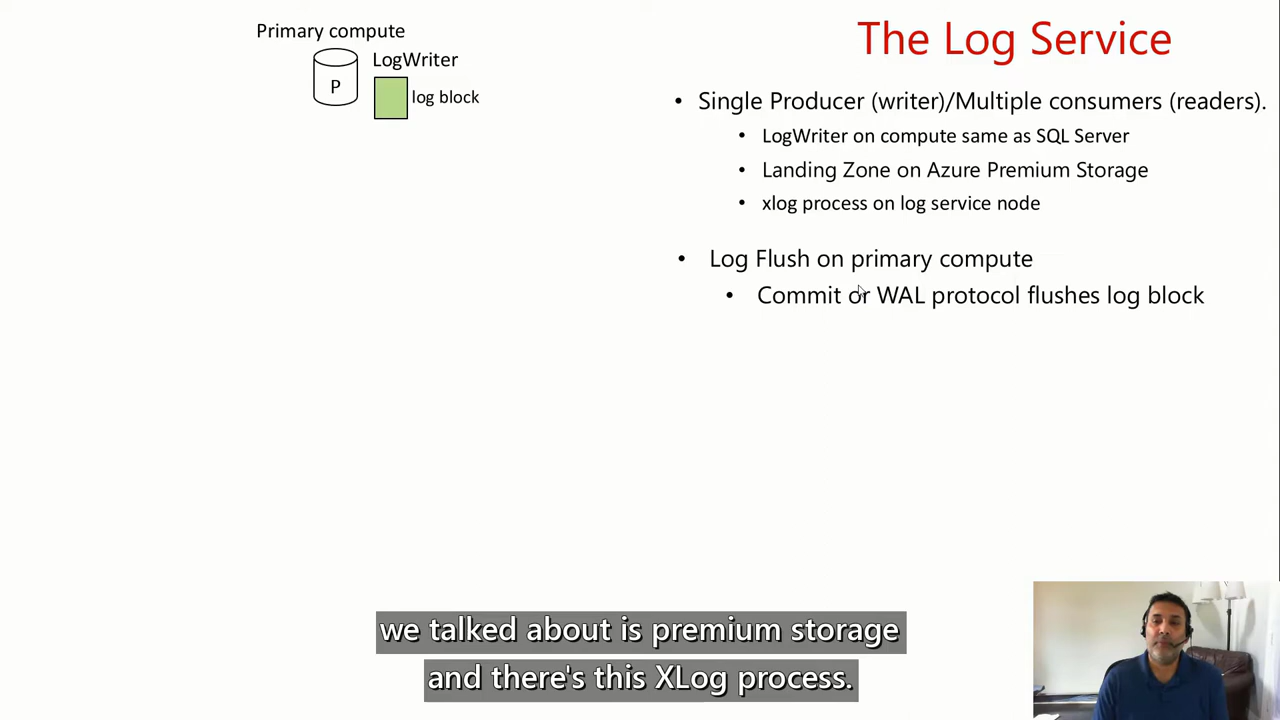 Primary compute
LogWriter
P
log block
The Log Service
• Single Producer (writer)/Multiple consumers (readers).
• LogWriter on compute same as SQL Server
• Landing Zone on Azure Premium Storage
• xlog process on log service node
• Log Flush on primary compute
• Commit or WAL protocol flushes log block
we talked about is premium storage
and there's this XLog process.